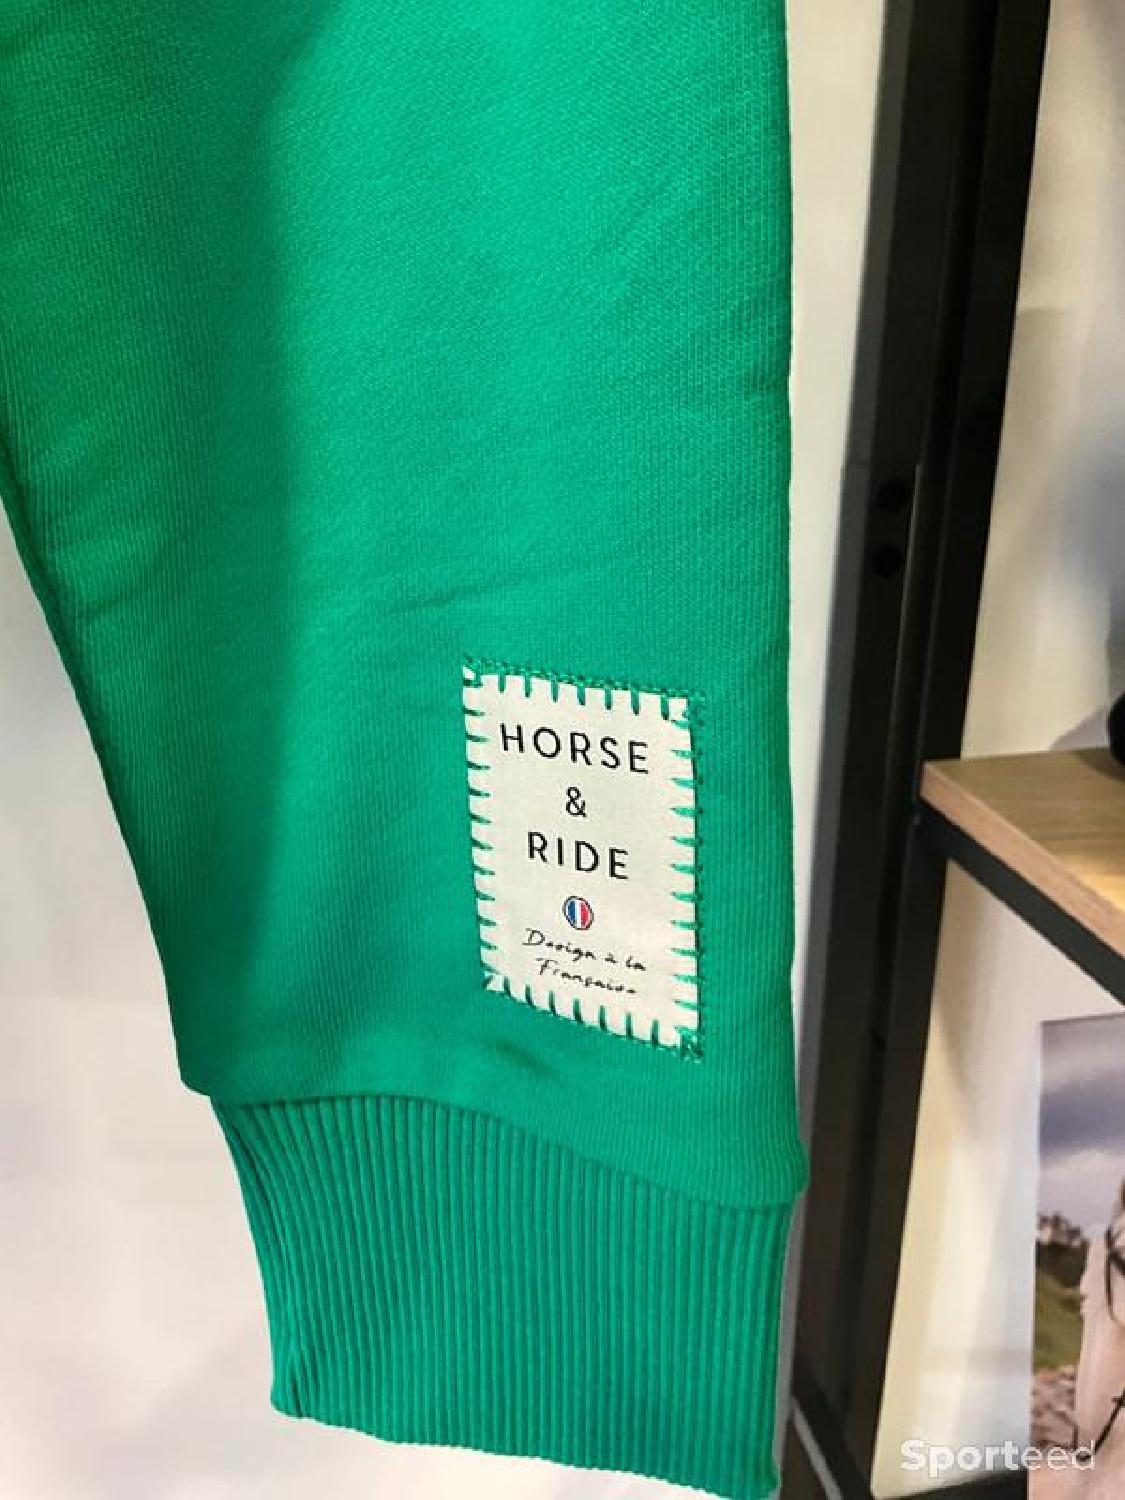 HORSE
&
RIDE
Design à la
Française
Sporteed